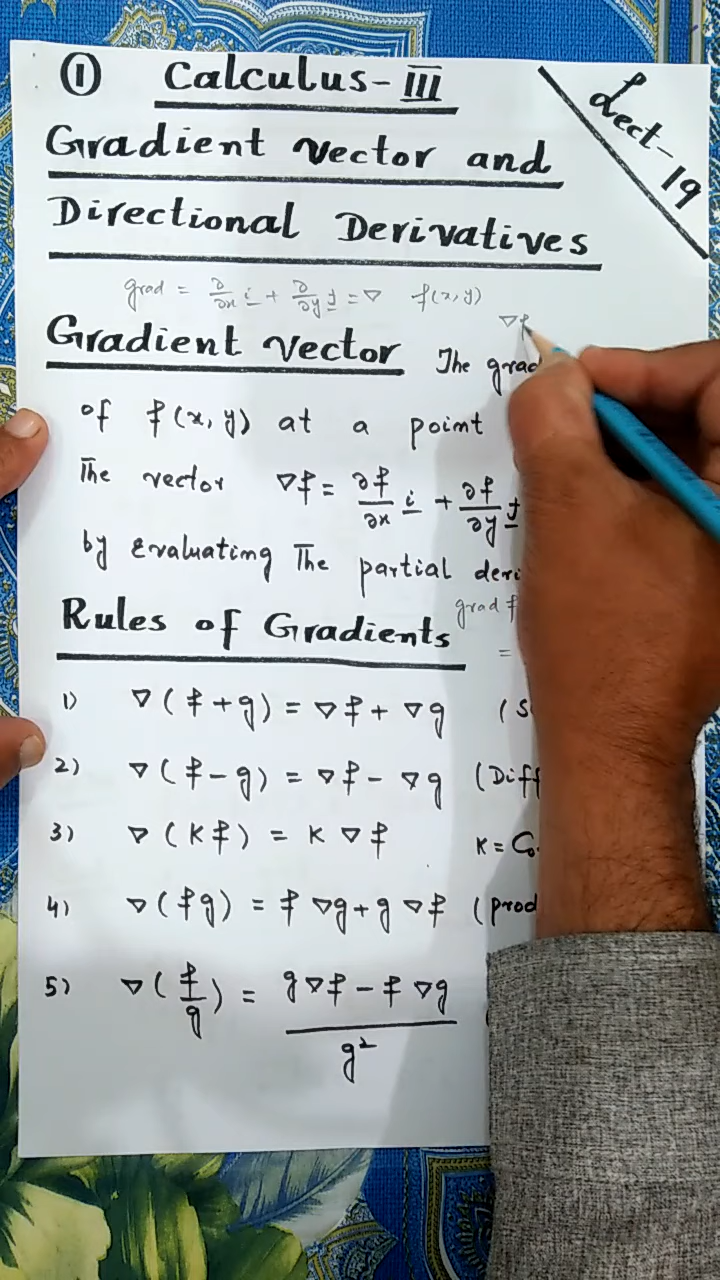 ① Calculus-III
Lect-19
Gradient Vector and
Directional Derivatives
grad = ∂/∂x i + ∂/∂y j = ∇ f(x,y)
∇f
Gradient Vector The grad
of f(x,y) at a point
The vector ∇f = ∂f/∂x i + ∂f/∂y j
by Evaluating The partial deri
Rules of Gradients grad f
=
1) ∇(f+g) = ∇f + ∇g (S
2) ∇(f-g) = ∇f - ∇g (Diff
3) ∇(Kf) = K ∇f K = Co
4) ∇(fg) = f ∇g + g ∇f (prod
5) ∇(f/g) = g∇f - f∇g / g²